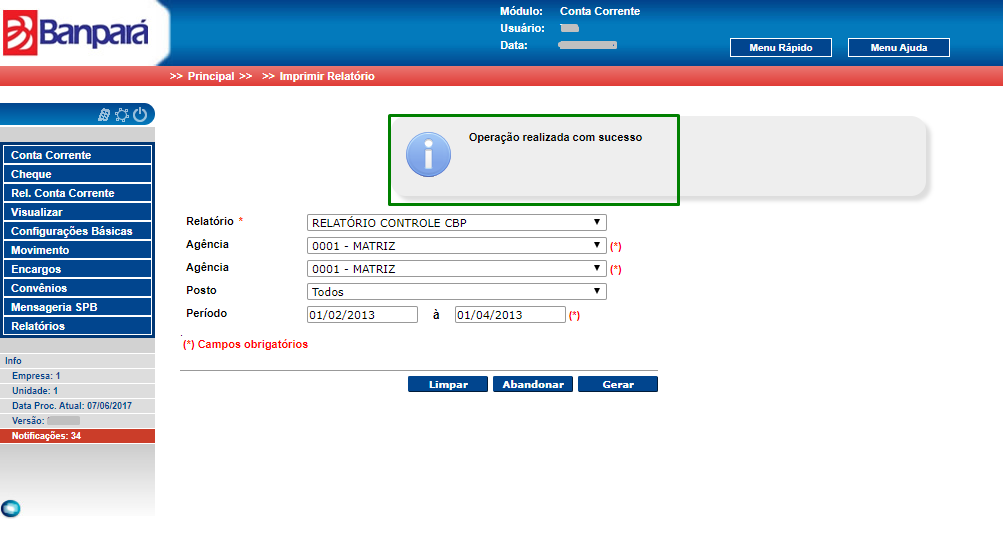 Banpará
Módulo: Conta Corrente
Usuário:
Data:
Menu Rápido
Menu Ajuda
>> Principal >> >> Imprimir Relatório
Conta Corrente
Cheque
Rel. Conta Corrente
Visualizar
Configurações Básicas
Movimento
Encargos
Convênios
Mensageria SPB
Relatórios
Info
Empresa: 1
Unidade: 1
Data Proc. Atual: 07/06/2017
Versão:
Notificações: 34
Operação realizada com sucesso
Relatório * RELATÓRIO CONTROLE CBP
Agência 0001 - MATRIZ (*)
Agência 0001 - MATRIZ (*)
Posto Todos
Período 01/02/2013 à 01/04/2013 (*)
(*) Campos obrigatórios
Limpar Abandonar Gerar